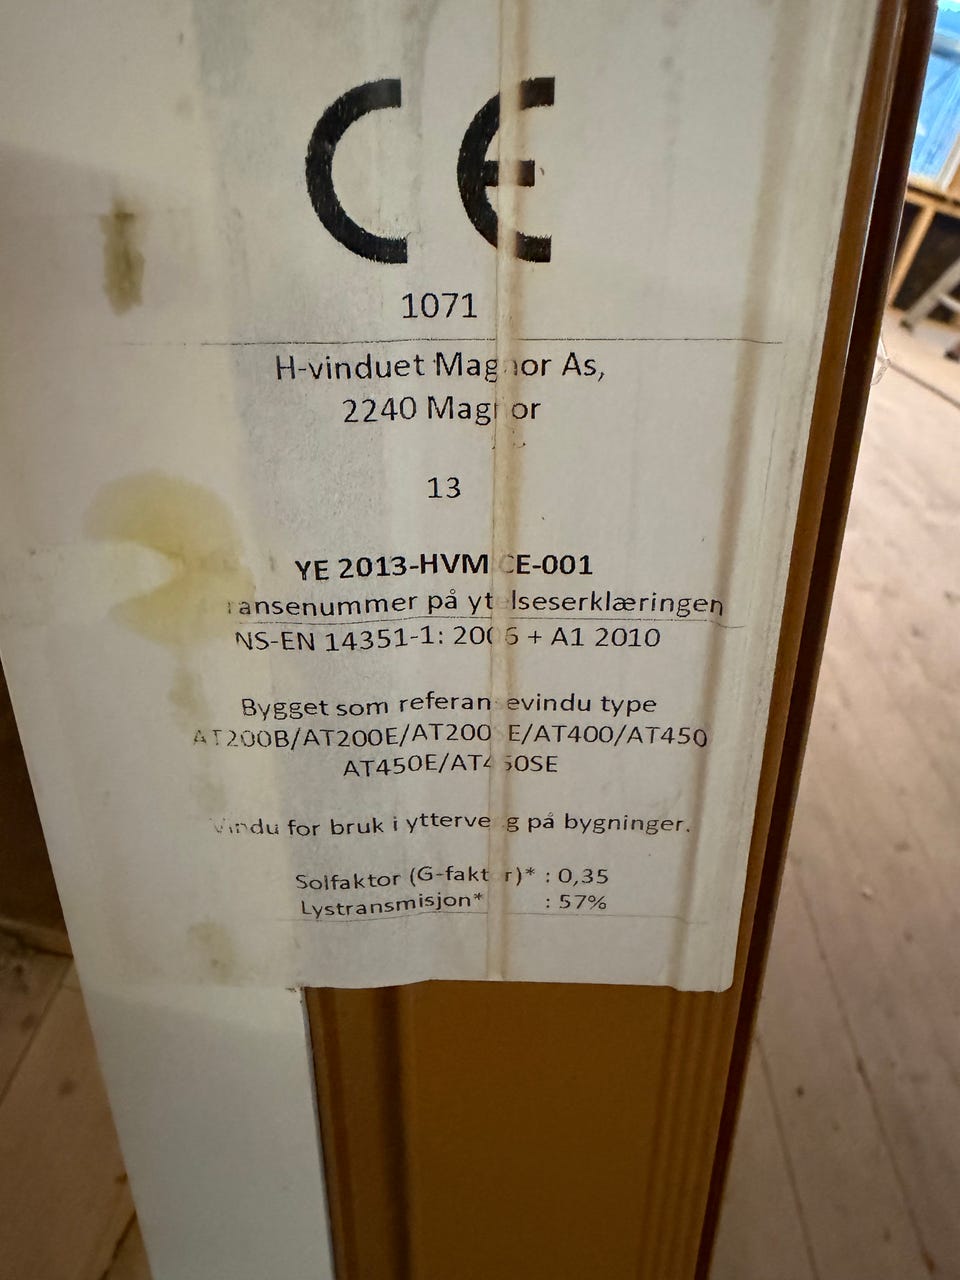 CE
1071
H-vinduet Magnor As,
2240 Magnor
13
YE 2013-HVM CE-001
ansenummer på ytelseserklæringen
NS-EN 14351-1: 2006 + A1 2010
Bygget som referansevindu type
AT200B/AT200E/AT200SE/AT400/AT450
AT450E/AT450SE
Vindu for bruk i yttervegg på bygninger.
Solfaktor (G-faktor)* : 0,35
Lystransmisjon* : 57%